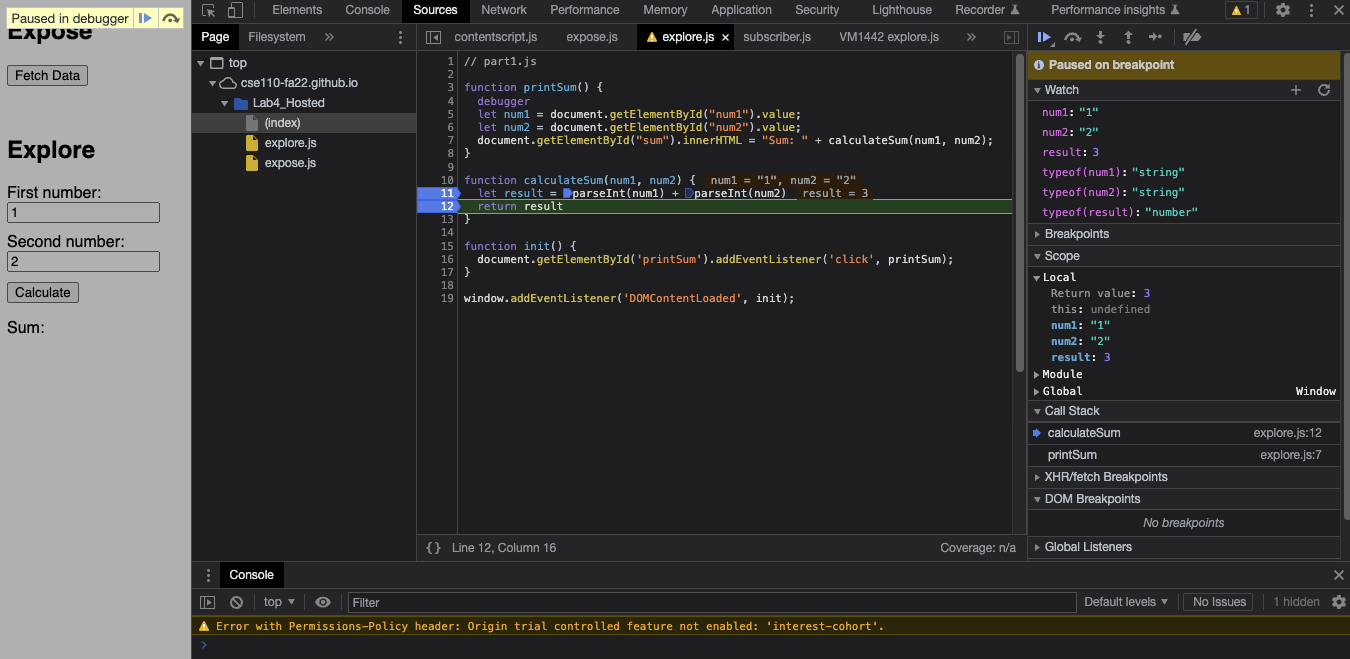 Paused in debugger
Expose
Fetch Data
Explore
First number:
1
Second number:
2
Calculate
Sum:
Elements Console Sources Network Performance Memory Application Security Lighthouse Recorder Performance insights 1
Page Filesystem »
contentscript.js expose.js explore.js × subscriber.js VM1442 explore.js »
top
cse110-fa22.github.io
Lab4_Hosted
(index)
explore.js
expose.js
1 // part1.js
2
3 function printSum() {
4 debugger
5 let num1 = document.getElementById("num1").value;
6 let num2 = document.getElementById("num2").value;
7 document.getElementById("sum").innerHTML = "Sum: " + calculateSum(num1, num2);
8 }
9
10 function calculateSum(num1, num2) { num1 = "1", num2 = "2"
11 let result = parseInt(num1) + parseInt(num2) result = 3
12 return result
13 }
14
15 function init() {
16 document.getElementById('printSum').addEventListener('click', printSum);
17 }
18
19 window.addEventListener('DOMContentLoaded', init);
{} Line 12, Column 16 Coverage: n/a
Paused on breakpoint
Watch
num1: "1"
num2: "2"
result: 3
typeof(num1): "string"
typeof(num2): "string"
typeof(result): "number"
Breakpoints
Scope
Local
Return value: 3
this: undefined
num1: "1"
num2: "2"
result: 3
Module
Global Window
Call Stack
calculateSum explore.js:12
printSum explore.js:7
XHR/fetch Breakpoints
DOM Breakpoints
No breakpoints
Global Listeners
Console
top Filter Default levels No Issues 1 hidden
Error with Permissions-Policy header: Origin trial controlled feature not enabled: 'interest-cohort'.